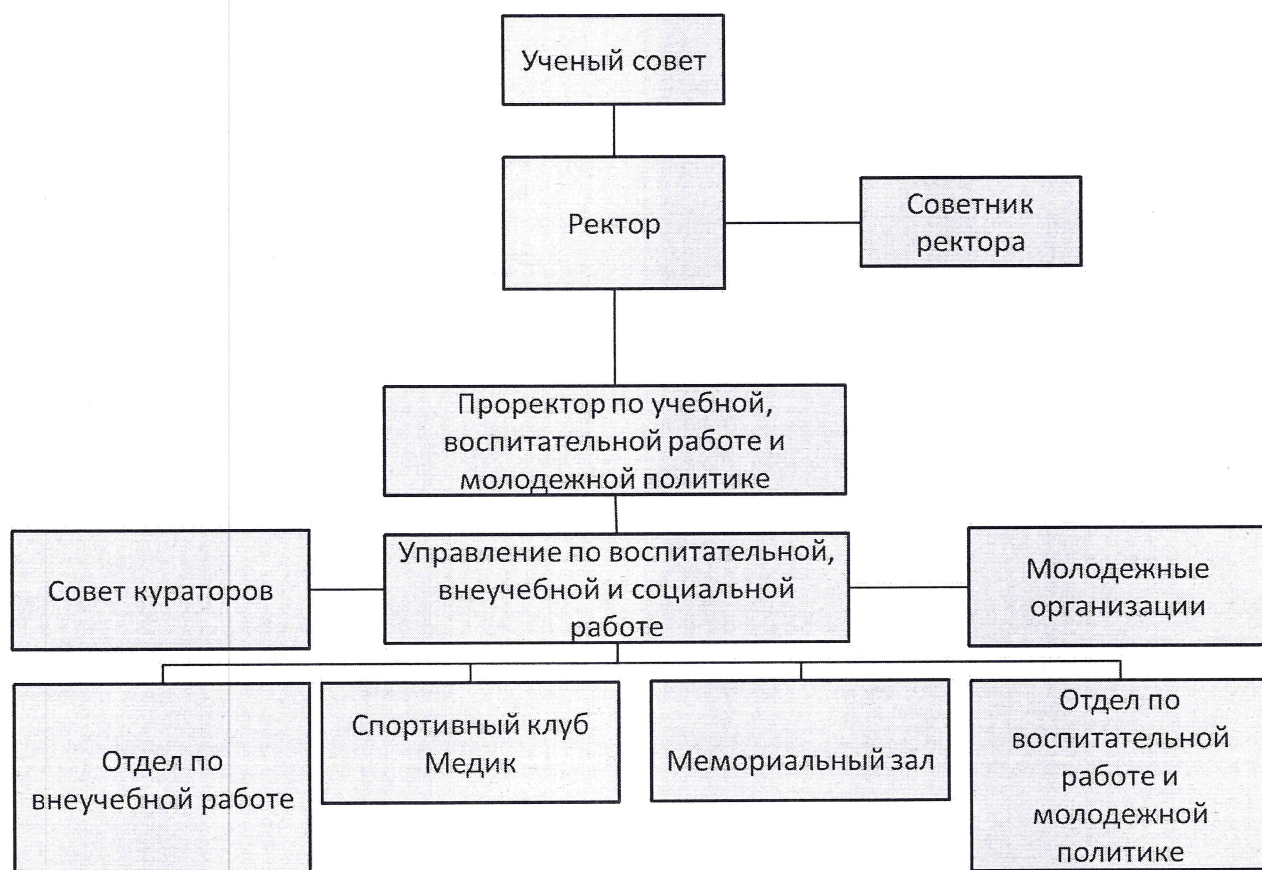 Ученый совет
Ректор
Советник
ректора
Проректор по учебной,
воспитательной работе и
молодежной политике
Совет кураторов
Управление по воспитательной,
внеучебной и социальной
работе
Молодежные
организации
Отдел по
внеучебной работе
Спортивный клуб
Медик
Мемориальный зал
Отдел по
воспитательной
работе и
молодежной
политике